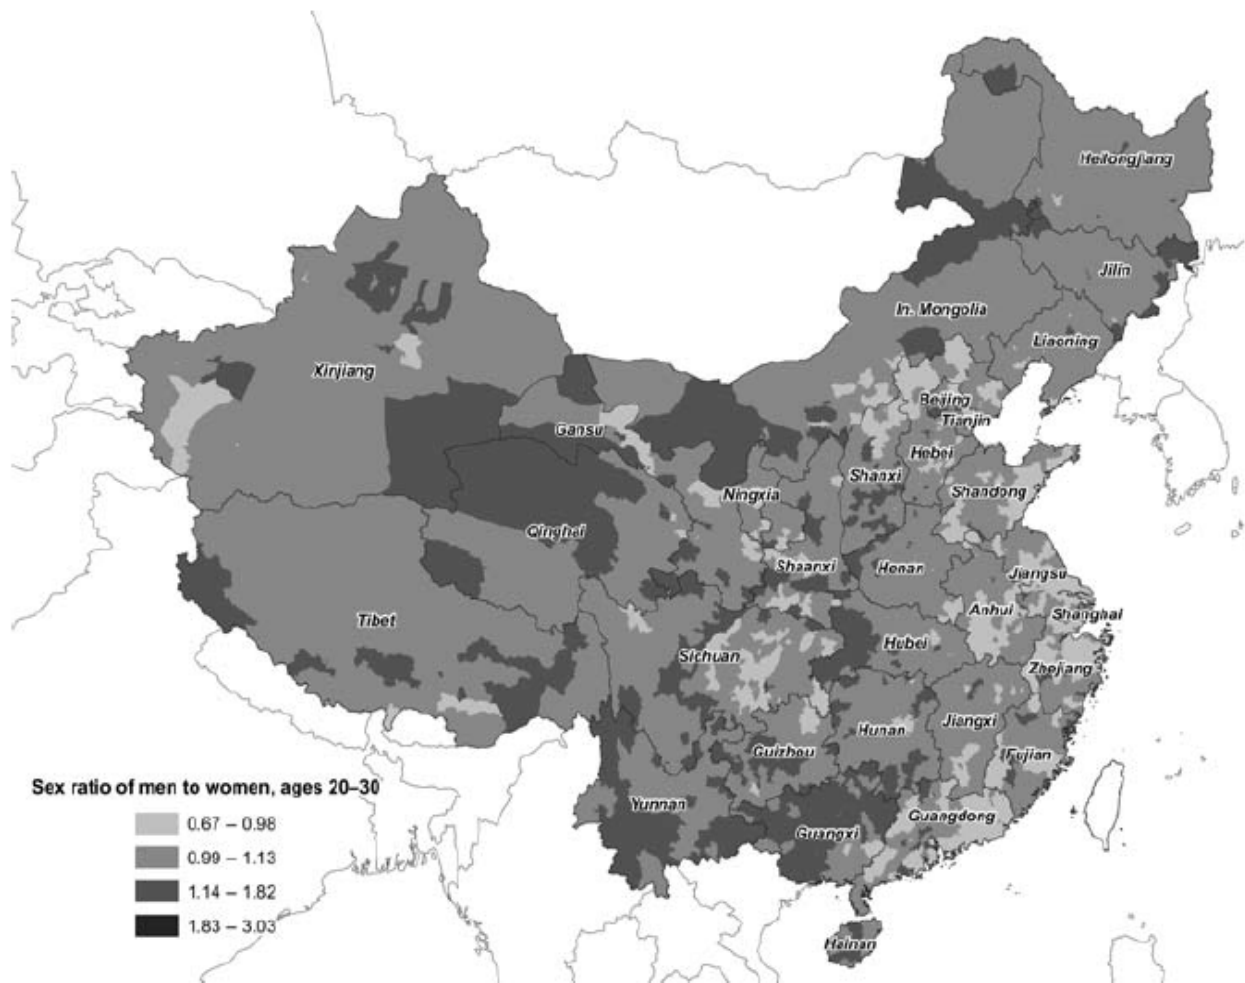 Heilongjiang
Jilin
In. Mongolia
Liaoning
Xinjiang
Beijing
Tianjin
Gansu
Hebei
Shanxi
Ningxia
Shandong
Qinghai
Shaanxi
Henan
Jiangsu
Anhui
Shanghai
Tibet
Hubei
Sichuan
Zhejiang
Hunan
Jiangxi
Guizhou
Fujian
Sex ratio of men to women, ages 20–30
0.67 – 0.98
0.99 – 1.13
1.14 – 1.82
1.83 – 3.03
Yunnan
Guangxi
Guangdong
Hainan